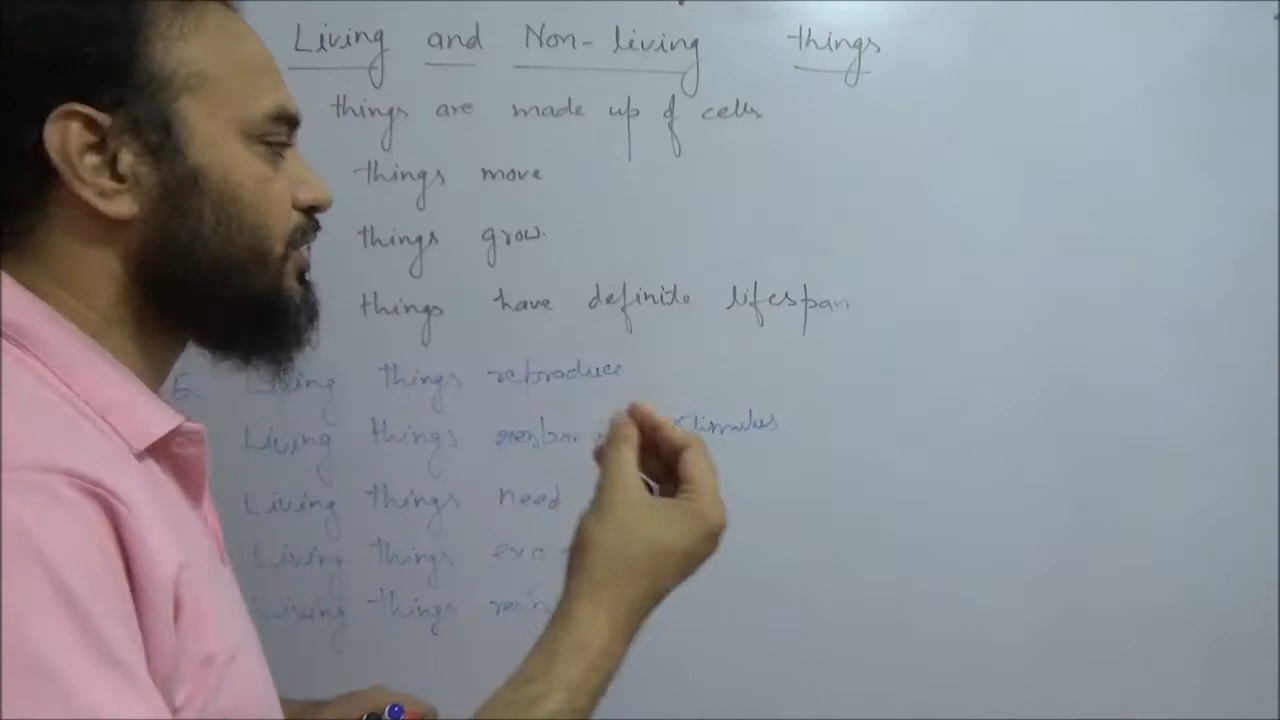 Living and Non-living things
things are made up of cells
things move
things grow.
things have definite lifespan
Living things reproduce
Living things stimulus
Living things need
Living things exc
Living things